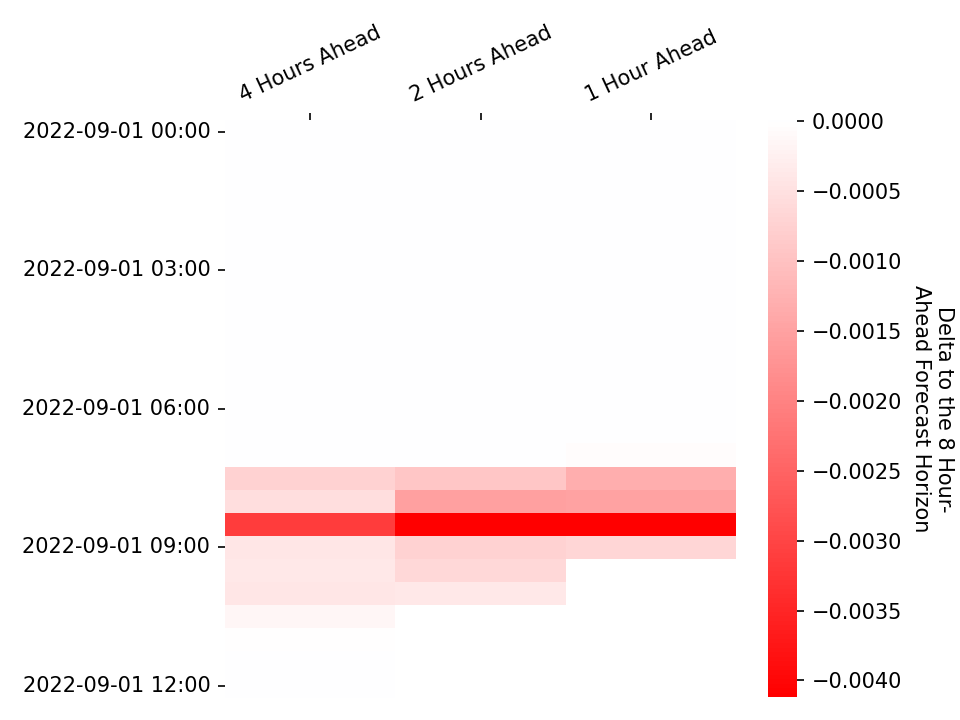 4 Hours Ahead
2 Hours Ahead
1 Hour Ahead
2022-09-01 00:00
2022-09-01 03:00
2022-09-01 06:00
2022-09-01 09:00
2022-09-01 12:00
0.0000
−0.0005
−0.0010
−0.0015
−0.0020
−0.0025
−0.0030
−0.0035
−0.0040
Delta to the 8 Hour-
Ahead Forecast Horizon